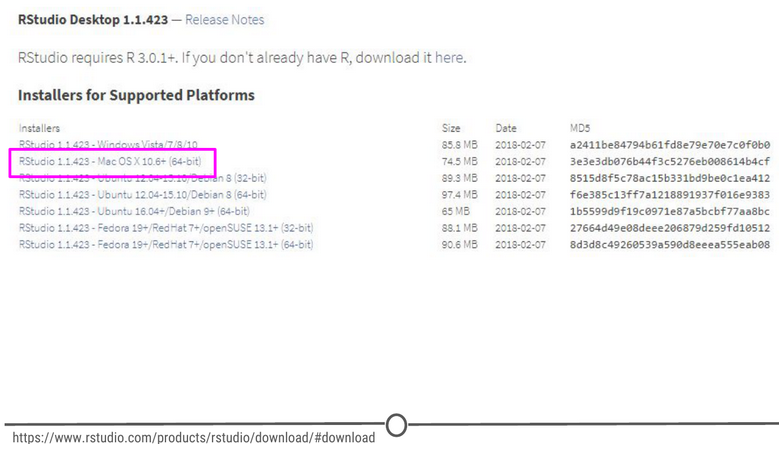 RStudio Desktop 1.1.423 — Release Notes
RStudio requires R 3.0.1+. If you don't already have R, download it here.
Installers for Supported Platforms
Installers Size Date MD5
RStudio 1.1.423 - Windows Vista/7/8/10 85.8 MB 2018-02-07 a2411be84794b61fd8e79e70e7c0f0b0
RStudio 1.1.423 - Mac OS X 10.6+ (64-bit) 74.5 MB 2018-02-07 3e3e3db076b44f3c5276eb008614b4cf
RStudio 1.1.423 - Ubuntu 12.04-15.10/Debian 8 (32-bit) 89.3 MB 2018-02-07 8515d8f5c78ac15b331bd9be0c1ea412
RStudio 1.1.423 - Ubuntu 12.04-15.10/Debian 8 (64-bit) 97.4 MB 2018-02-07 f6e385c13ff7a1218891937f016e9383
RStudio 1.1.423 - Ubuntu 16.04+/Debian 9+ (64-bit) 65 MB 2018-02-07 1b5599d9f19c0971e87a5bcbf77aa8bc
RStudio 1.1.423 - Fedora 19+/RedHat 7+/openSUSE 13.1+ (32-bit) 88.1 MB 2018-02-07 27664d49e08deee206879d259fd10512
RStudio 1.1.423 - Fedora 19+/RedHat 7+/openSUSE 13.1+ (64-bit) 90.6 MB 2018-02-07 8d3d8c49260539a590d8eeea555eab08
https://www.rstudio.com/products/rstudio/download/#download